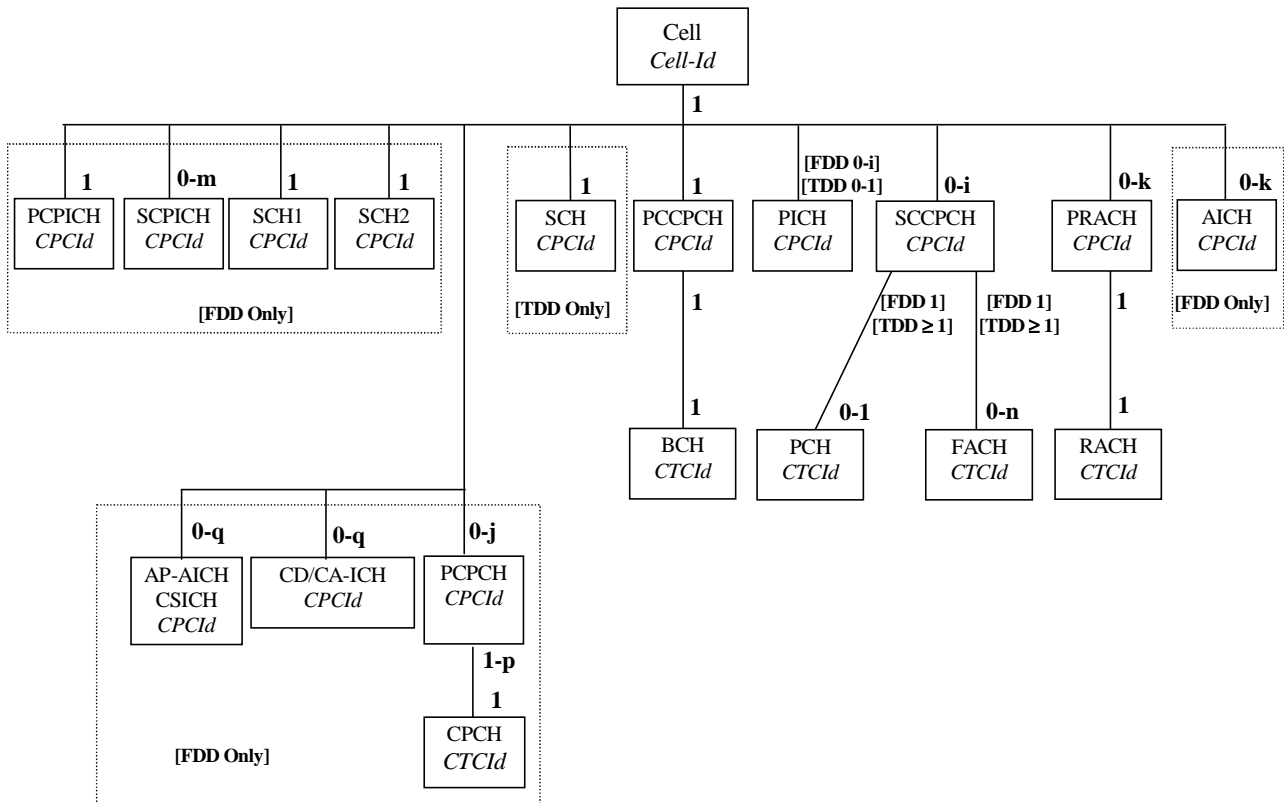 Cell
Cell-Id
1
1
0-m
1
1
1
1
[FDD 0-i]
[TDD 0-1]
0-i
0-k
0-k
PCPICH
CPCId
SCPICH
CPCId
SCH1
CPCId
SCH2
CPCId
SCH
CPCId
PCCPCH
CPCId
PICH
CPCId
SCCPCH
CPCId
PRACH
CPCId
AICH
CPCId
[FDD Only]
[TDD Only]
1
[FDD 1]
[TDD ≥ 1]
[FDD 1]
[TDD ≥ 1]
1
[FDD Only]
1
0-1
0-n
1
BCH
CTCId
PCH
CTCId
FACH
CTCId
RACH
CTCId
0-q
0-q
0-j
AP-AICH
CSICH
CPCId
CD/CA-ICH
CPCId
PCPCH
CPCId
1-p
1
CPCH
CTCId
[FDD Only]